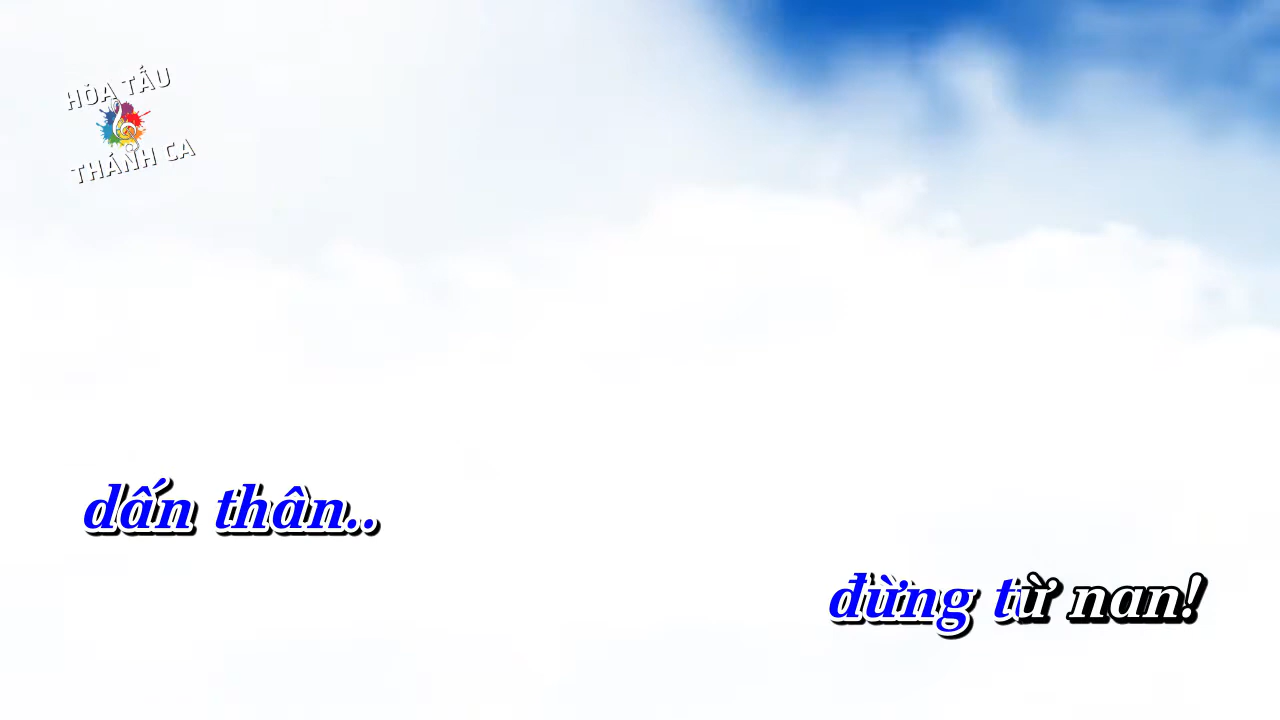 HÒA TẤU
THÁNH CA
dấn thân..
đừng từ nan!